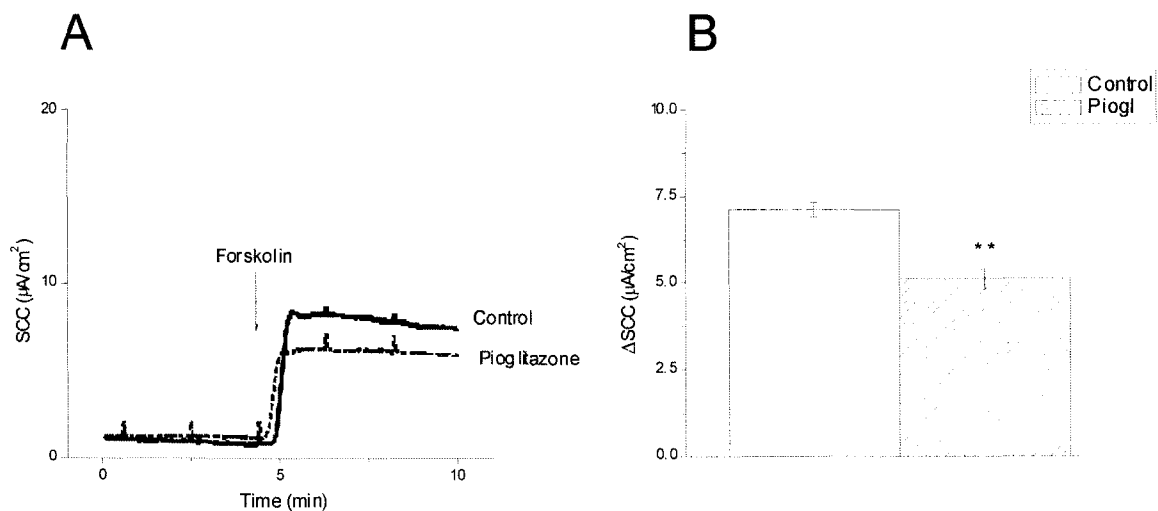 A
20
10
0
SCC (µA/cm²)
Forskolin
Control
Pioglitazone
0
5
10
Time (min)
B
Control
Piogl
10.0
7.5
5.0
2.5
0.0
ΔSCC (µA/cm²)
**